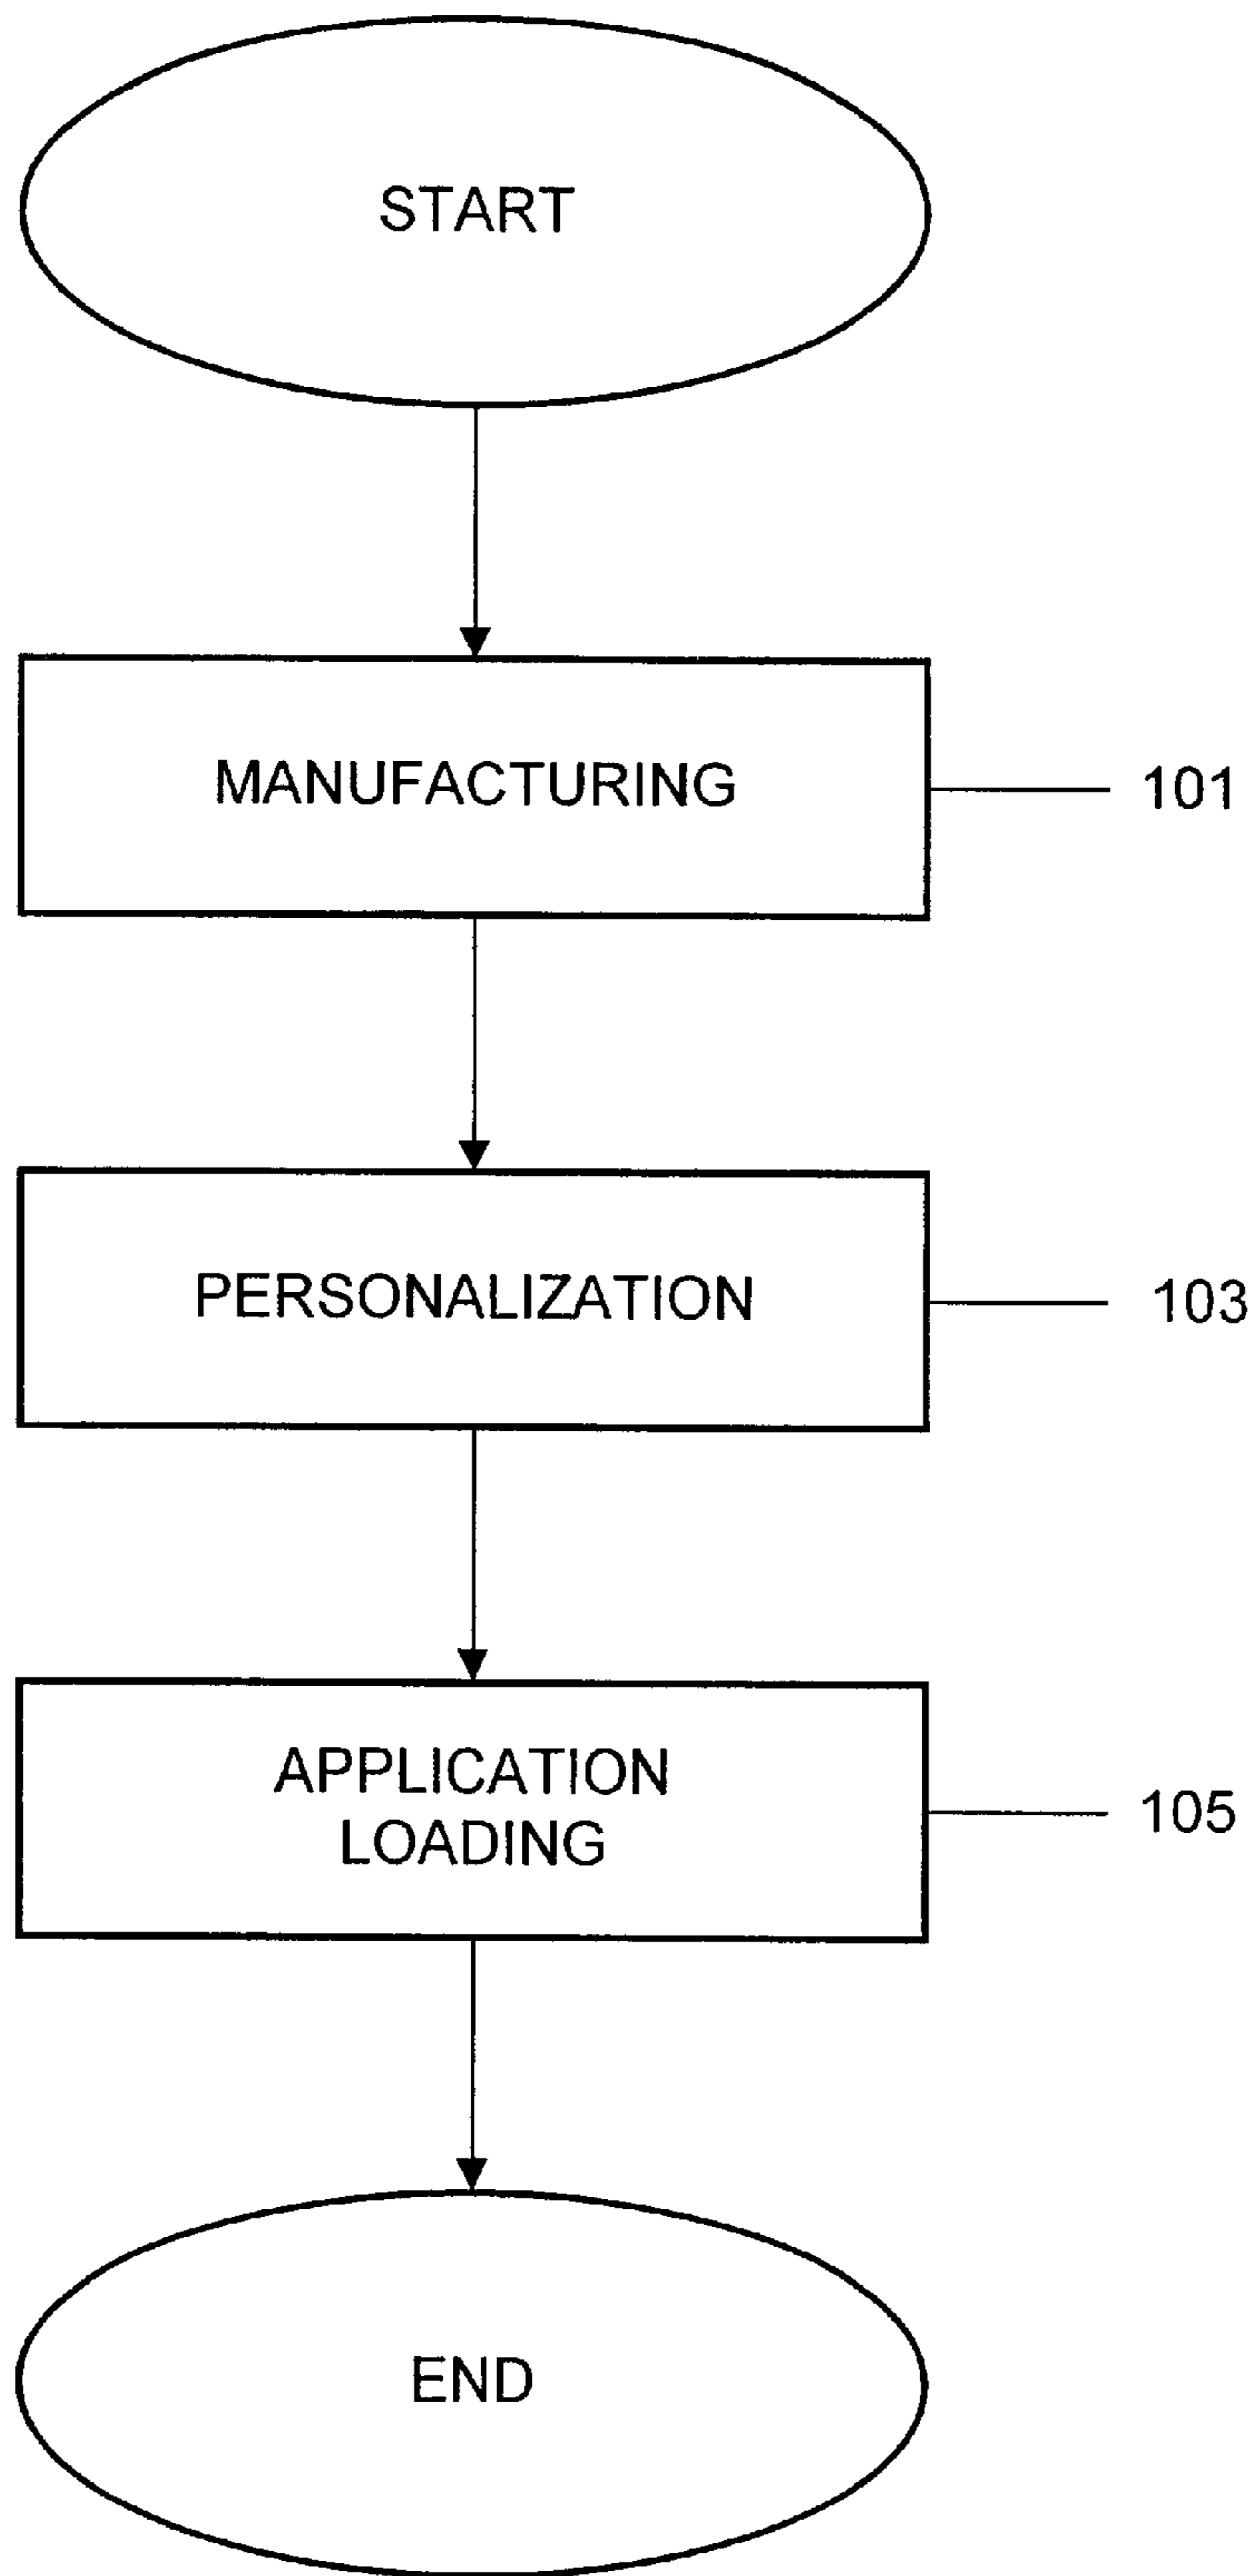 START
MANUFACTURING
101
PERSONALIZATION
103
APPLICATION
LOADING
105
END